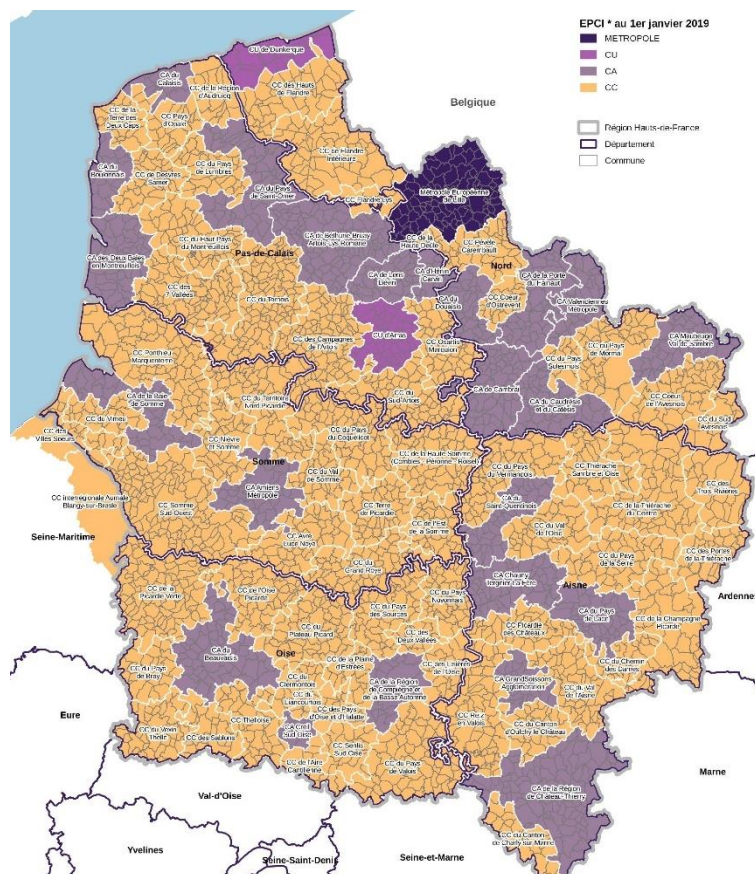 EPCI * au 1er janvier 2019
METROPOLE
CU
CA
CC
Région Hauts-de-France
Département
Commune
Belgique
CU de Dunkerque
CA du
Calaisis
CC de la Région
d'Audruicq
CC des Hauts
de Flandre
CC de la
Terre des
Deux Caps
CC Pays
d'Opale
CC de Flandre
Intérieure
CA du
Boulonnais
CC de Desvres
Samer
CC du Pays
de Lumbres
CA du Pays
de Saint-Omer
CC Flandre Lys
Métropole Européenne
de Lille
CA de Béthune-Bruay
Artois Lys Romane
CC de la
Haute Deûle
CC Pévèle
Carembault
CC du Haut Pays
du Montreuillois
Pas-de-Calais
CA des Deux Baies
en Montreuillois
CA de Lens
Liévin
CA d'Hénin
Carvin
Nord
CA de la Porte
du Hainaut
CA Valenciennes
Métropole
CC des
7 Vallées
CC du Ternois
CA du
Douaisis
CC Coeur
d'Ostrevent
CC des Campagnes
de l'Artois
CU d'Arras
CC Osartis
Marquion
CC du Pays
Solesmois
CC du Pays
de Mormal
CA Maubeuge
Val de Sambre
CC Ponthieu
Marquenterre
CC du
Sud-Artois
CA de Cambrai
CA du Caudrésis
et du Catésis
CC Coeur
de l'Avesnois
CC du Sud
Avesnois
CA de la Baie
de Somme
CC du Territoire
Nord Picardie
CC du Vimeu
CC des
Villes Soeurs
CC Nièvre
et Somme
CC du Pays
du Coquelicot
CC de la Haute Somme
(Combles - Péronne - Roisel)
Somme
CC du Val
de Somme
CC du Pays
du Vermandois
CC Thiérache
Sambre et Oise
CC des
Trois Rivières
CC interrégionale Aumale
Blangy-sur-Bresle
CA Amiens
Métropole
CA du
Saint-Quentinois
CC de la Thiérache
du Centre
CC Somme
Sud-Ouest
CC Terre
de Picardie
CC de l'Est
de la Somme
CC du Val
de l'Oise
Seine-Maritime
CC Avre
Luce Noye
CC du
Grand Roye
CC du Pays
de la Serre
CC des Portes
de la Thiérache
CA Chauny
Tergnier La Fère
Aisne
Ardennes
CC de la
Picardie Verte
CC de l'Oise
Picarde
CC du Pays
Noyonnais
CA du Pays
de Laon
CC du Pays
des Sources
CC du
Plateau Picard
CC des
Deux Vallées
CC Picardie
des Châteaux
CC de la Champagne
Picarde
CA du
Beauvaisis
Oise
CC de la Plaine
d'Estrées
CC des Lisières
de l'Oise
CC du Chemin
des Dames
CC du Pays
de Bray
CC du
Clermontois
CA de la Région
de Compiègne et
de la Basse Automne
CA GrandSoissons
Agglomération
CC du Val
de l'Aisne
CC du
Liancourtois
CC Thelloise
CC des Pays
d'Oise et d'Halatte
CC Retz
en Valois
CC du Canton
d'Oulchy le Château
Eure
CC du Vexin
Thelle
CC des Sablons
CA Creil
Sud Oise
CC Senlis
Sud Oise
CC de l'Aire
Cantilienne
CC du Pays
de Valois
Marne
CA de la Région
de Château-Thierry
Val-d'Oise
CC du Canton
de Charly sur Marne
Yvelines
Seine-Saint-Denis
Seine-et-Marne